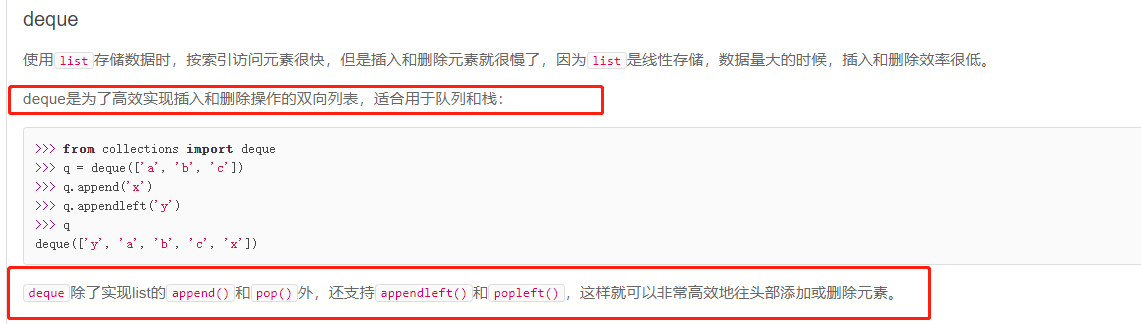 deque
使用list存储数据时，按索引访问元素很快，但是插入和删除元素就很慢了，因为list是线性存储，数据量大的时候，插入和删除效率很低。
deque是为了高效实现插入和删除操作的双向列表，适合用于队列和栈：
>>> from collections import deque
>>> q = deque(['a', 'b', 'c'])
>>> q.append('x')
>>> q.appendleft('y')
>>> q
deque(['y', 'a', 'b', 'c', 'x'])
deque除了实现list的append()和pop()外，还支持appendleft()和popleft()，这样就可以非常高效地往头部添加或删除元素。